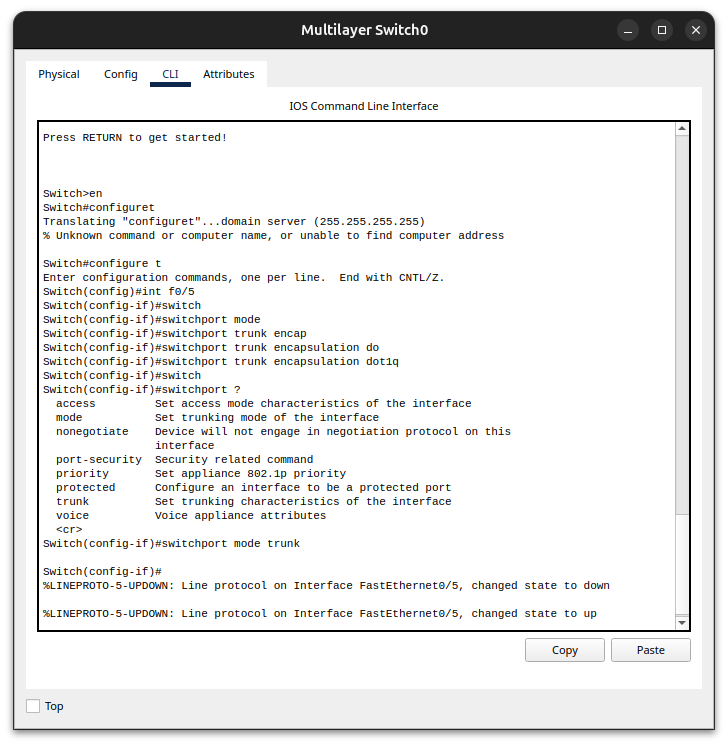 Multilayer Switch0
Physical Config CLI Attributes
IOS Command Line Interface
Press RETURN to get started!
Switch>en
Switch#configuret
Translating "configuret"...domain server (255.255.255.255)
% Unknown command or computer name, or unable to find computer address
Switch#configure t
Enter configuration commands, one per line.  End with CNTL/Z.
Switch(config)#int f0/5
Switch(config-if)#switch
Switch(config-if)#switchport mode
Switch(config-if)#switchport trunk encap
Switch(config-if)#switchport trunk encapsulation do
Switch(config-if)#switchport trunk encapsulation dot1q
Switch(config-if)#switch
Switch(config-if)#switchport ?
  access         Set access mode characteristics of the interface
  mode           Set trunking mode of the interface
  nonegotiate    Device will not engage in negotiation protocol on this
                 interface
  port-security  Security related command
  priority       Set appliance 802.1p priority
  protected      Configure an interface to be a protected port
  trunk          Set trunking characteristics of the interface
  voice          Voice appliance attributes
  <cr>
Switch(config-if)#switchport mode trunk
Switch(config-if)#
%LINEPROTO-5-UPDOWN: Line protocol on Interface FastEthernet0/5, changed state to down
%LINEPROTO-5-UPDOWN: Line protocol on Interface FastEthernet0/5, changed state to up
Copy Paste
Top